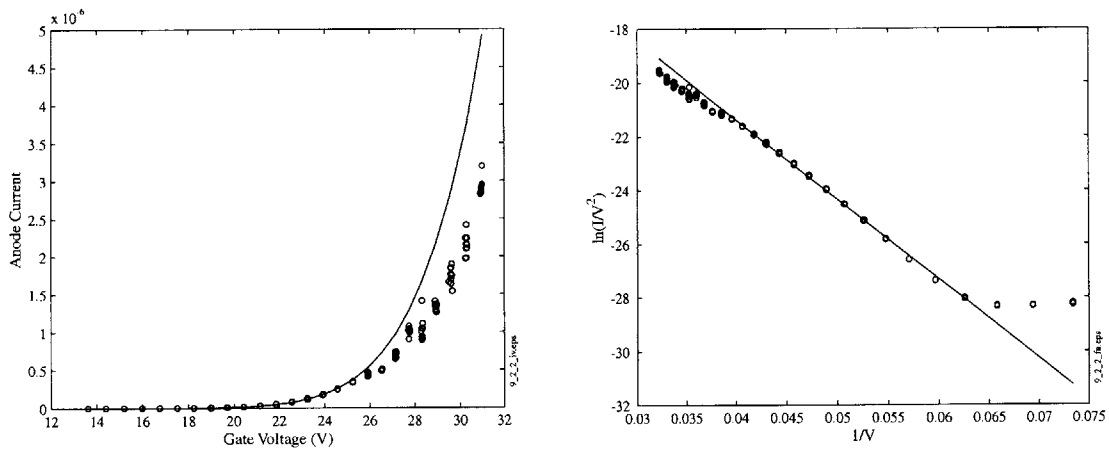 x 10^-6
5
4.5
4
3.5
3
2.5
2
1.5
1
0.5
0
12 14 16 18 20 22 24 26 28 30 32
Gate Voltage (V)
Anode Current
9_2_2_iv.eps
-18
-20
-22
-24
-26
-28
-30
-32
0.03 0.035 0.04 0.045 0.05 0.055 0.06 0.065 0.07 0.075
1/V
ln(I/V^2)
9_2_2_fn.eps